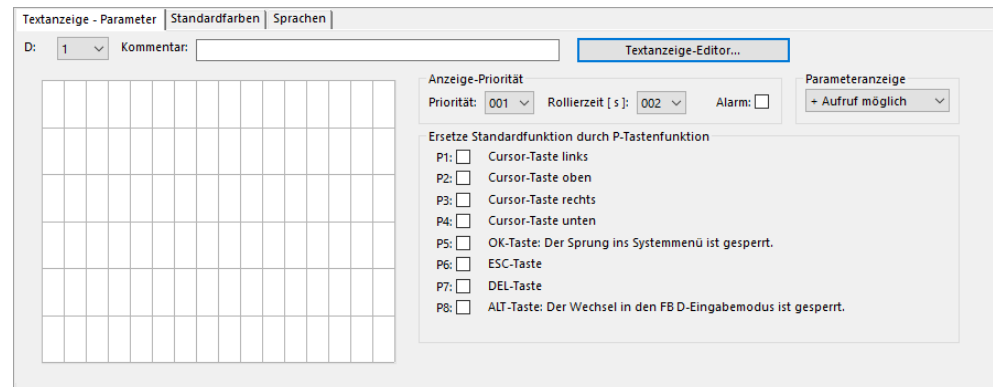 Textanzeige - Parameter Standardfarben Sprachen
D: 1 Kommentar: Textanzeige-Editor...
Anzeige-Priorität Parameteranzeige
Priorität: 001 Rollierzeit [ s ]: 002 Alarm: + Aufruf möglich
Ersetze Standardfunktion durch P-Tastenfunktion
P1: Cursor-Taste links
P2: Cursor-Taste oben
P3: Cursor-Taste rechts
P4: Cursor-Taste unten
P5: OK-Taste: Der Sprung ins Systemmenü ist gesperrt.
P6: ESC-Taste
P7: DEL-Taste
P8: ALT-Taste: Der Wechsel in den FB D-Eingabemodus ist gesperrt.